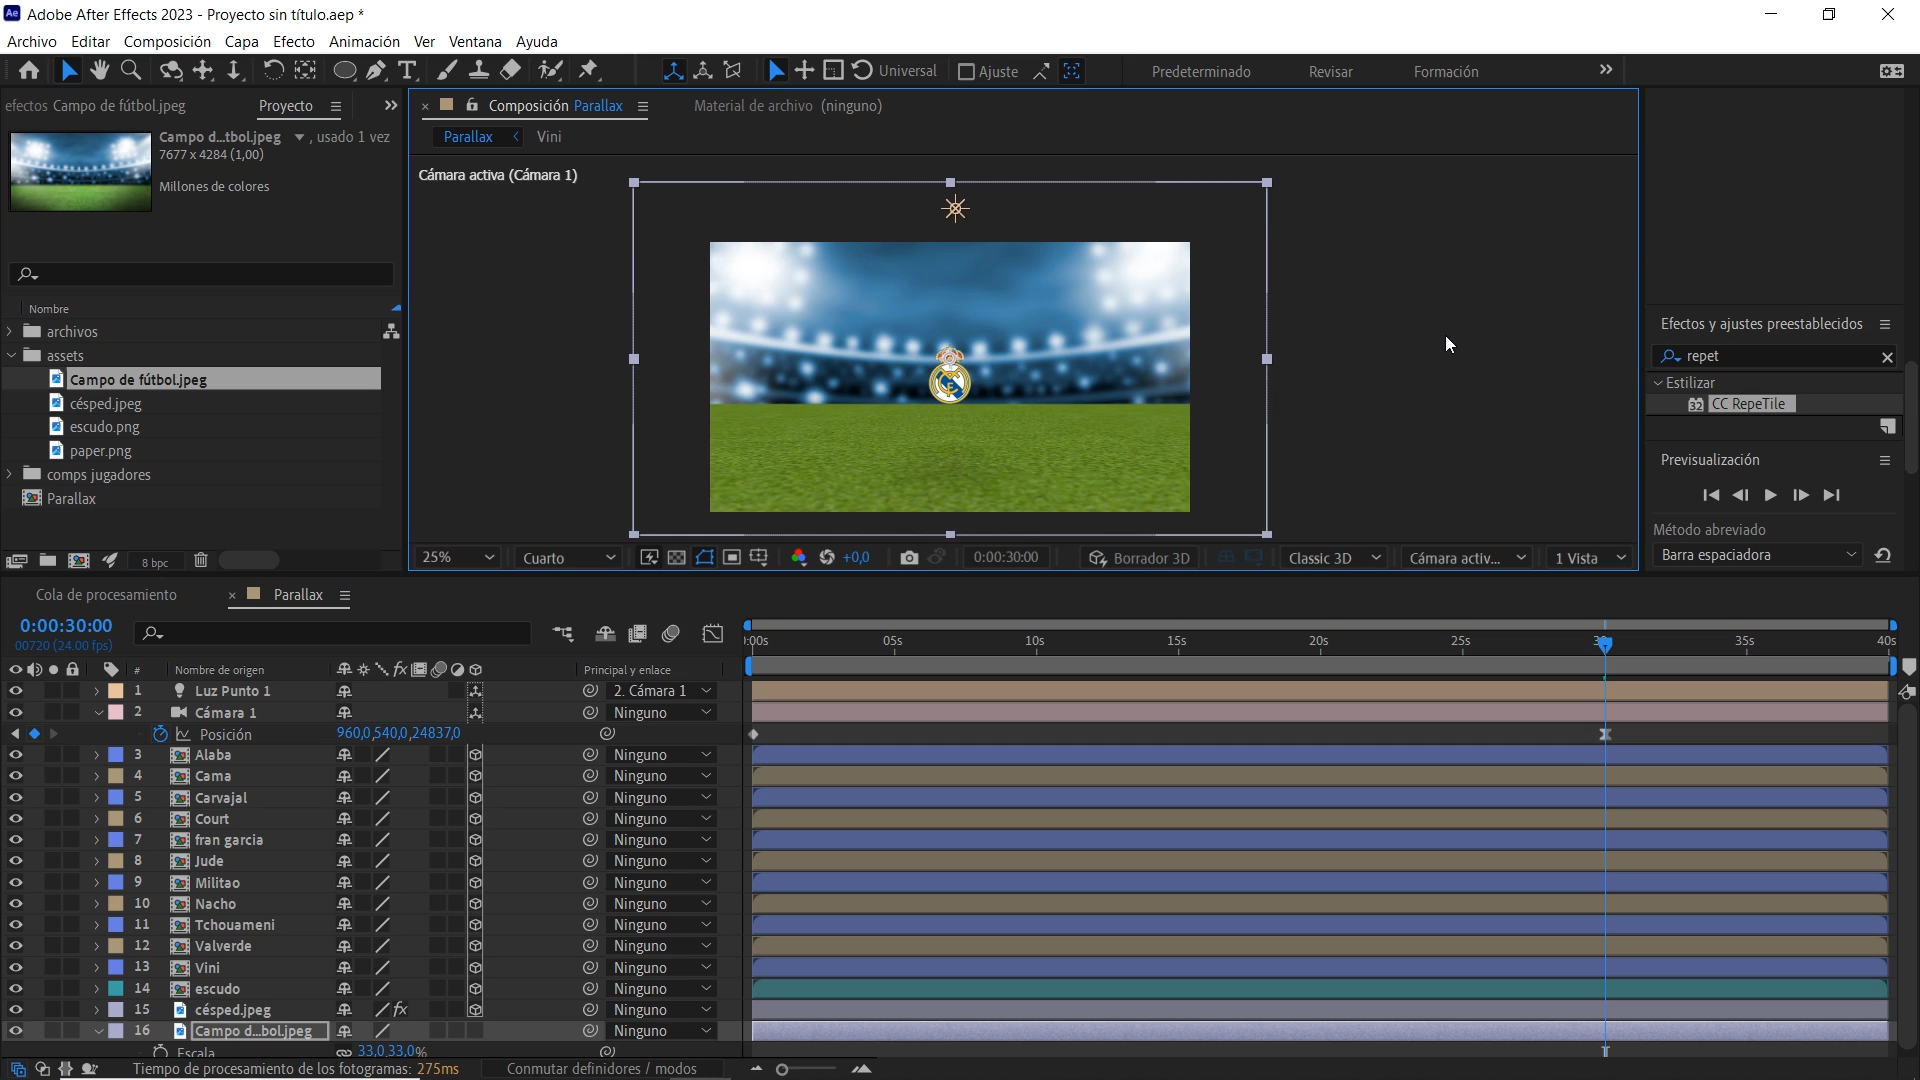 Adobe After Effects 2023 - Proyecto sin título.aep *
Archivo Editar Composición Capa Efecto Animación Ver Ventana Ayuda
Universal Ajuste Predeterminado Revisar Formación
efectos Campo de fútbol.jpeg Proyecto
Composición Parallax Material de archivo (ninguno)
Campo d...tbol.jpeg , usado 1 vez
7677 x 4284 (1,00)
Millones de colores
Parallax Vini
Cámara activa (Cámara 1)
Nombre
archivos
assets
Campo de fútbol.jpeg
césped.jpeg
escudo.png
paper.png
comps jugadores
Parallax
8 bpc
25% Cuarto +0,0 0:00:30:00 Borrador 3D Classic 3D Cámara activ... 1 Vista
Efectos y ajustes preestablecidos
repet
Estilizar
32 CC RepeTile
Previsualización
Método abreviado
Barra espaciadora
Cola de procesamiento Parallax
0:00:30:00
00720 (24.00 fps)
:00s 05s 10s 15s 20s 25s 35s 40s
# Nombre de origen fx Principal y enlace
1 Luz Punto 1 2. Cámara 1
2 Cámara 1 Ninguno
Posición 960,0,540,0,24837,0
3 Alaba Ninguno
4 Cama Ninguno
5 Carvajal Ninguno
6 Court Ninguno
7 fran garcia Ninguno
8 Jude Ninguno
9 Militao Ninguno
10 Nacho Ninguno
11 Tchouameni Ninguno
12 Valverde Ninguno
13 Vini Ninguno
14 escudo Ninguno
15 césped.jpeg fx Ninguno
16 Campo d...bol.jpeg Ninguno
Escala 33,0,33,0%
Tiempo de procesamiento de los fotogramas: 275ms Conmutar definidores / modos